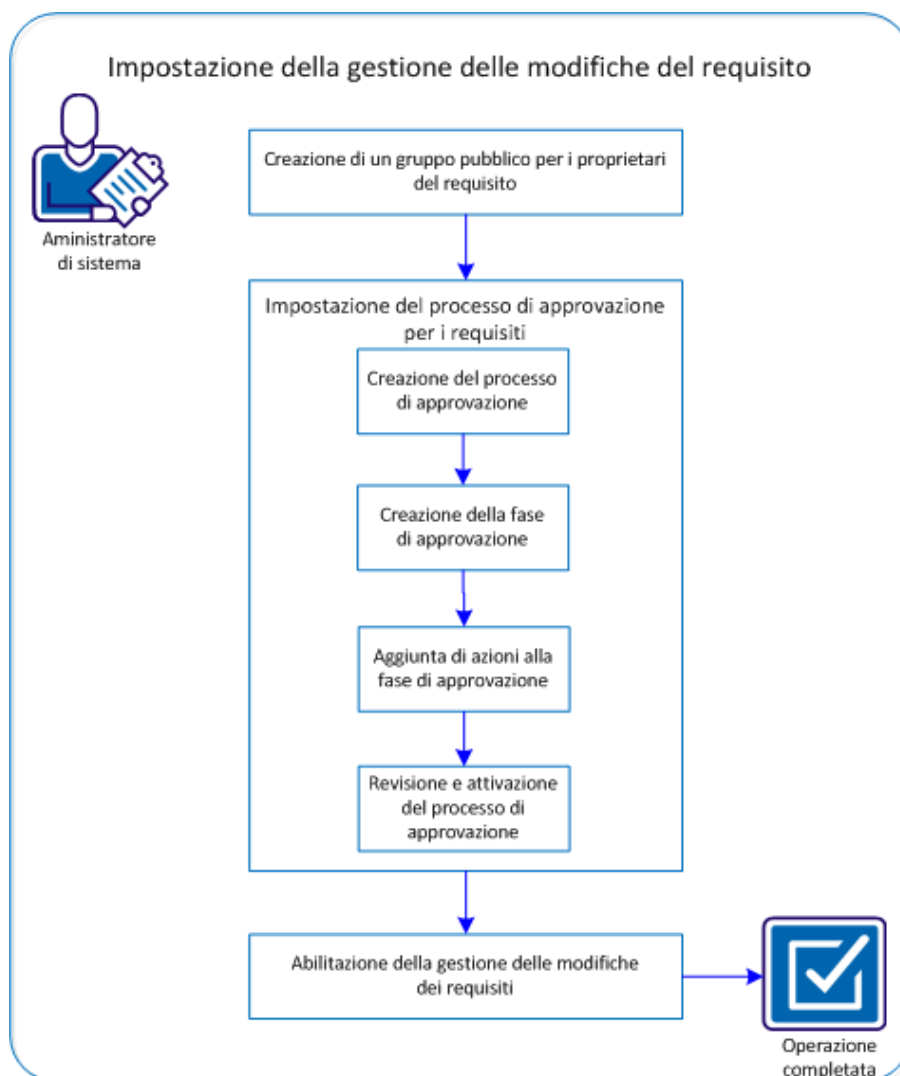 Impostazione della gestione delle modifiche del requisito
Aministratore
di sistema
Creazione di un gruppo pubblico per i proprietari
del requisito
Impostazione del processo di approvazione
per i requisiti
Creazione del processo
di approvazione
Creazione della fase
di approvazione
Aggiunta di azioni alla
fase di approvazione
Revisione e attivazione
del processo di
approvazione
Abilitazione della gestione delle modifiche
dei requisiti
Operazione
completata